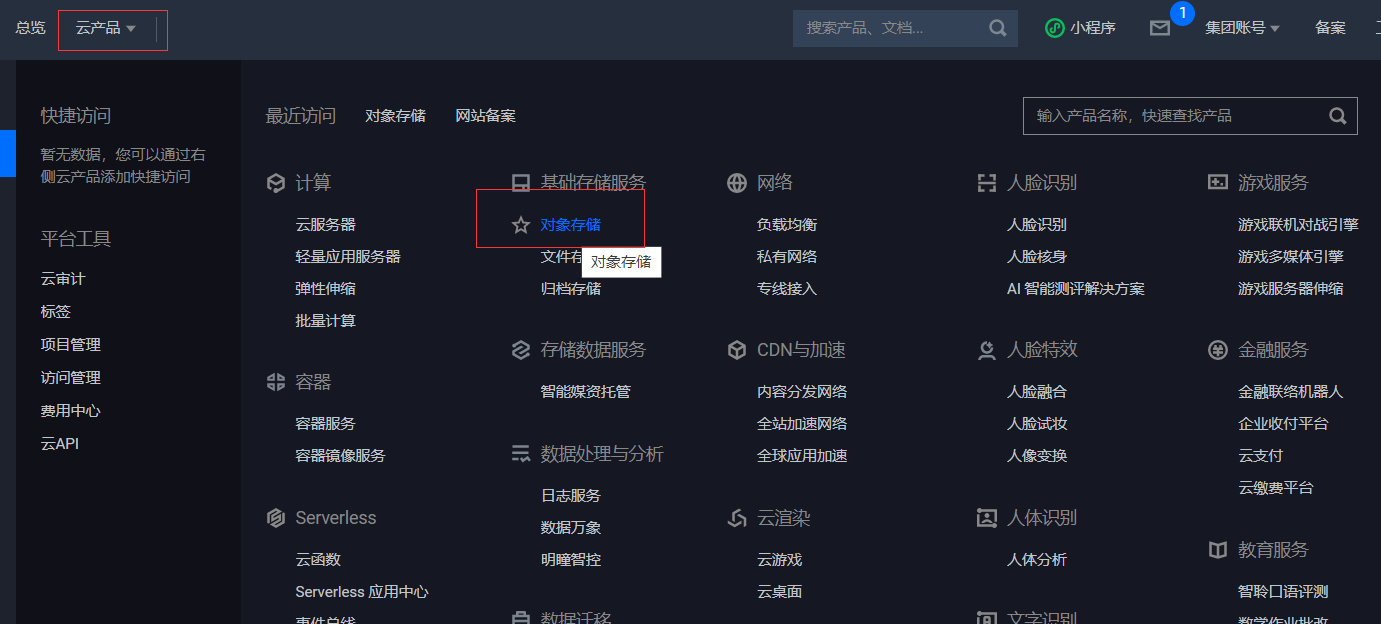 总览
云产品
搜索产品、文档...
小程序
1
集团账号
备案
快捷访问
暂无数据，您可以通过右
侧云产品添加快捷访问
平台工具
云审计
标签
项目管理
访问管理
费用中心
云API
最近访问 对象存储 网站备案
输入产品名称，快速查找产品
计算
云服务器
轻量应用服务器
弹性伸缩
批量计算
容器
容器服务
容器镜像服务
Serverless
云函数
Serverless 应用中心
事件总线
基础存储服务
对象存储
文件存
对象存储
归档存储
存储数据服务
智能媒资托管
数据处理与分析
日志服务
数据万象
明瞳智控
数据迁移
网络
负载均衡
私有网络
专线接入
CDN与加速
内容分发网络
全站加速网络
全球应用加速
云渲染
云游戏
云桌面
人脸识别
人脸识别
人脸核身
AI 智能测评解决方案
人脸特效
人脸融合
人脸试妆
人像变换
人体识别
人体分析
文字识别
游戏服务
游戏联机对战引擎
游戏多媒体引擎
游戏服务器伸缩
金融服务
金融联络机器人
企业收付平台
云支付
云缴费平台
教育服务
智聆口语评测
数学作业批改